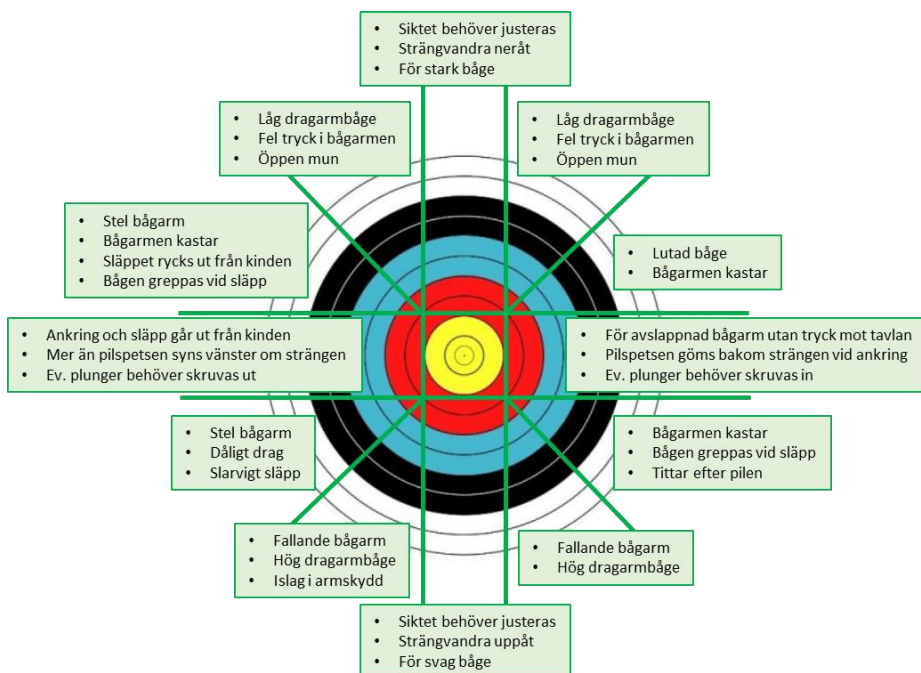 Siktet behöver justeras
Strängvandra neråt
För stark båge
Låg dragarmbåge
Fel tryck i bågarmen
Öppen mun
Låg dragarmbåge
Fel tryck i bågarmen
Öppen mun
Stel bågarm
Bågarmen kastar
Släppet rycks ut från kinden
Bågen greppas vid släpp
Lutad båge
Bågarmen kastar
Ankring och släpp går ut från kinden
Mer än pilspetsen syns vänster om strängen
Ev. plunger behöver skruvas ut
För avslappnad bågarm utan tryck mot tavlan
Pilspetsen göms bakom strängen vid ankring
Ev. plunger behöver skruvas in
Stel bågarm
Dåligt drag
Slarvigt släpp
Bågarmen kastar
Bågen greppas vid släpp
Tittar efter pilen
Fallande bågarm
Hög dragarmbåge
Islag i armskydd
Fallande bågarm
Hög dragarmbåge
Siktet behöver justeras
Strängvandra uppåt
För svag båge